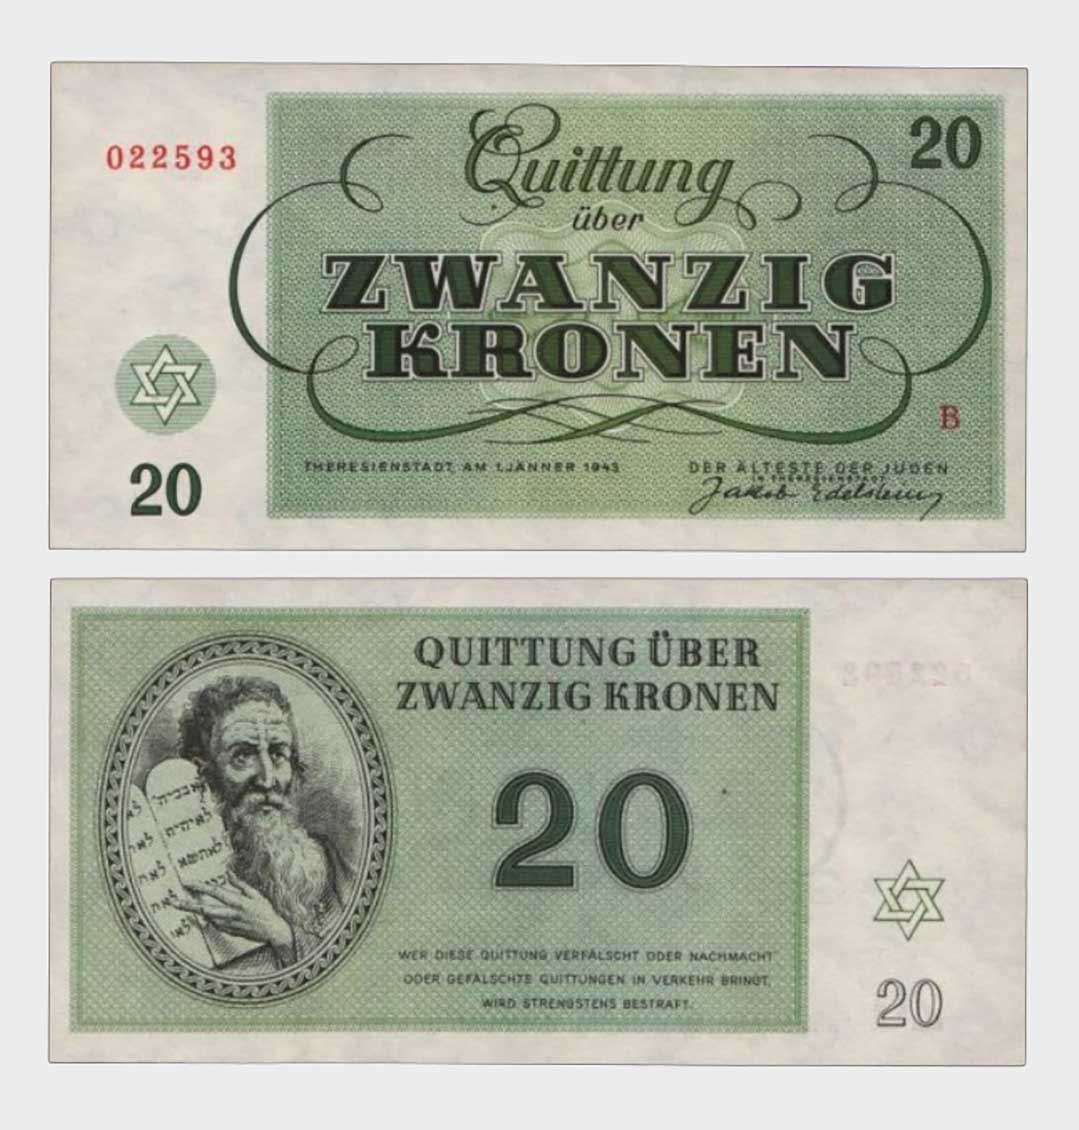 022593
20
Quittung
über
ZWANZIG
KRONEN
B
20
THERESIENSTADT, AM 1. JÄNNER 1943
DER ÄLTESTE DER JUDEN
IN THERESIENSTADT
Jakob Edelstein
QUITTUNG ÜBER
ZWANZIG KRONEN
20
WER DIESE QUITTUNG VERFÄLSCHT ODER NACHMACHT
ODER GEFÄLSCHTE QUITTUNGEN IN VERKEHR BRINGT,
WIRD STRENGSTENS BESTRAFT.
20